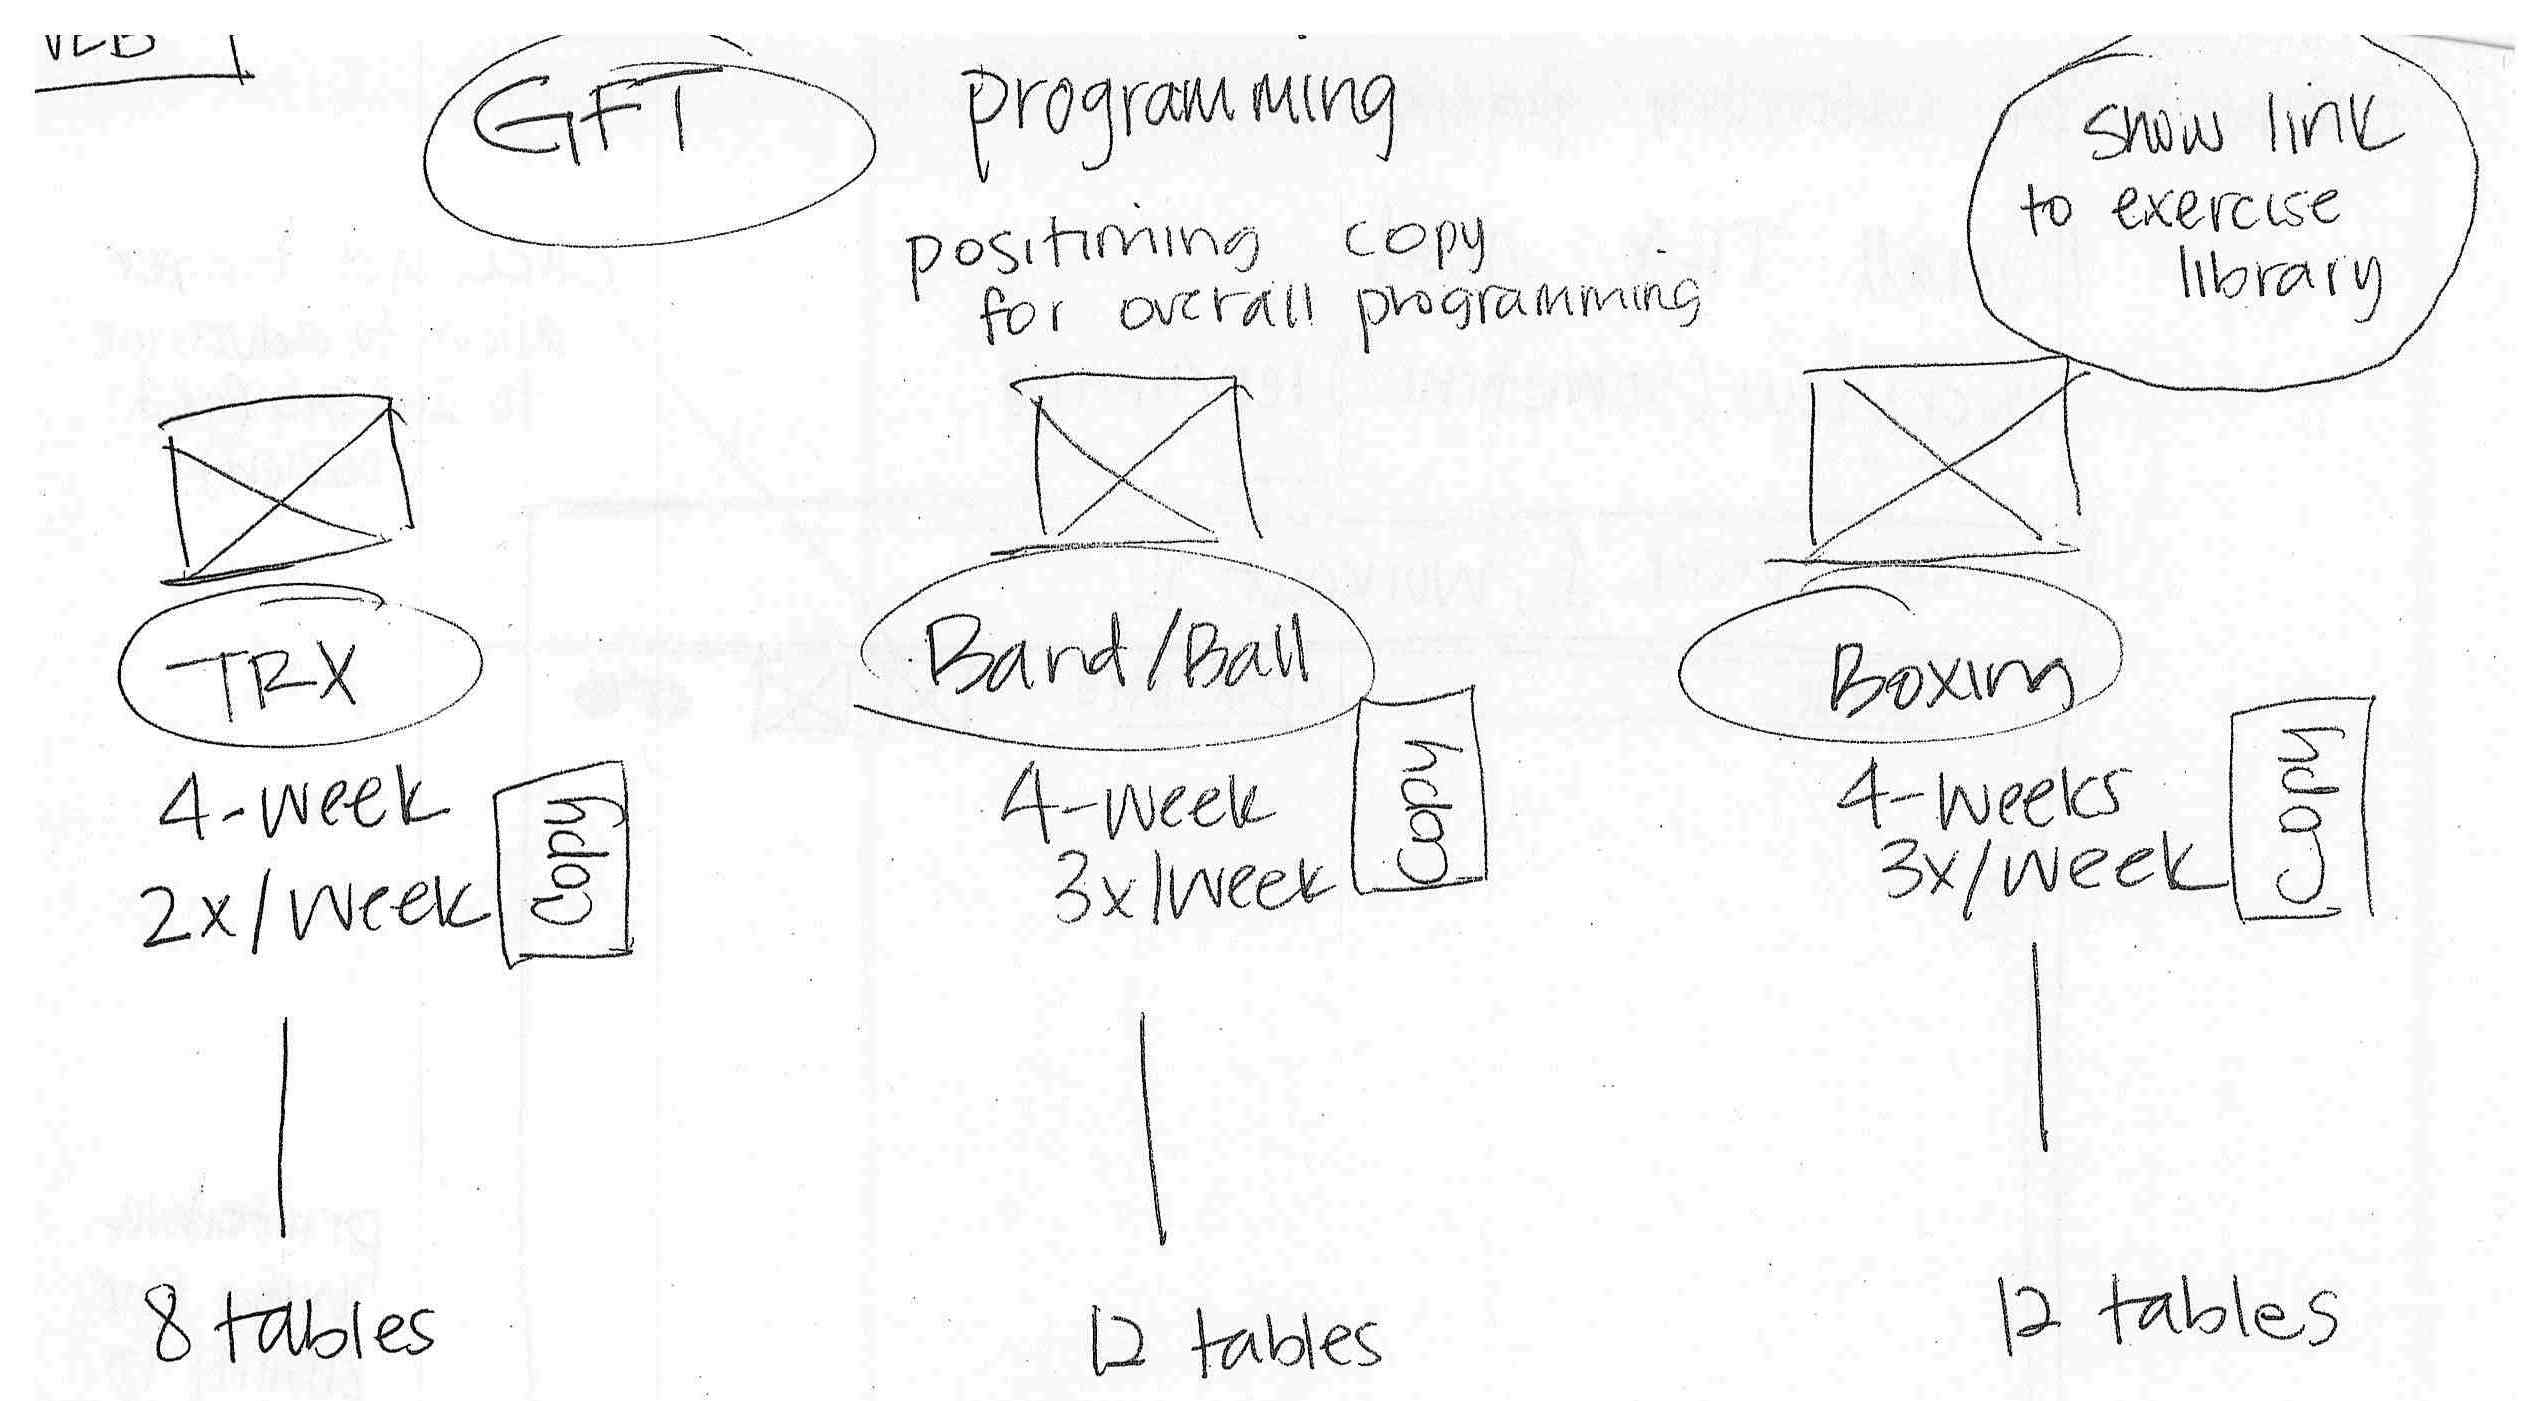 GFT programming
positioning copy
for overall programming
show link
to exercise
library
TRX
4-week
2x/week
Copy
8 tables
Band/Ball
4-week
3x/week
Copy
12 tables
Boxing
4-weeks
3x/week
Copy
12 tables